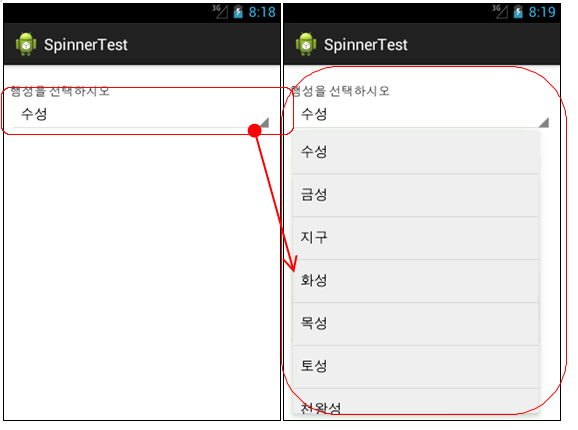 3G 8:18
SpinnerTest
행성을 선택하시오
수성
3G 8:19
SpinnerTest
행성을 선택하시오
수성
수성
금성
지구
화성
목성
토성
천왕성